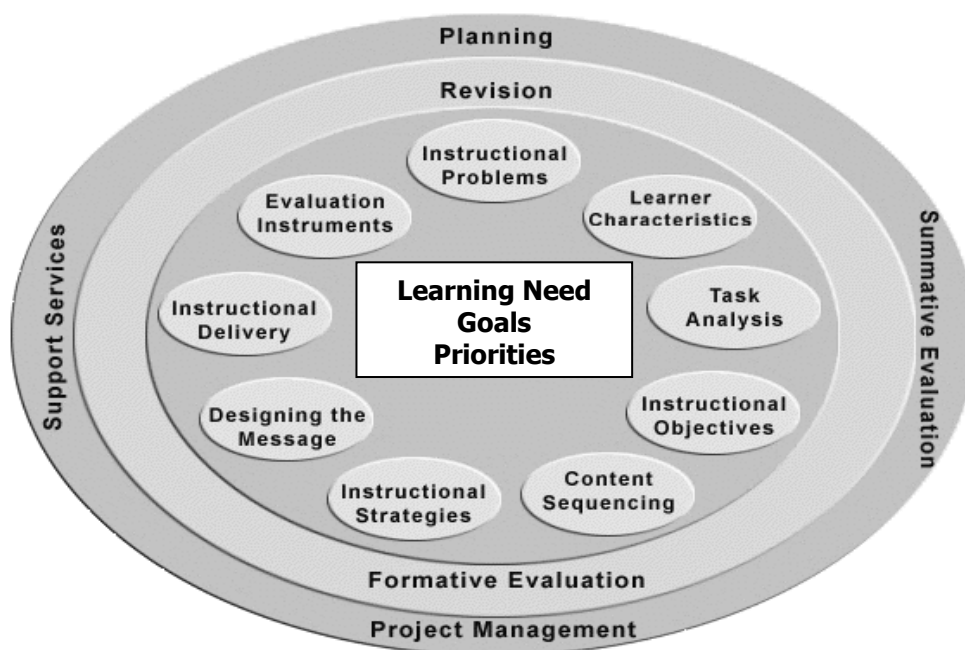 Planning
Revision
Instructional
Problems
Evaluation
Instruments
Learner
Characteristics
Support Services
Summative Evaluation
Learning Need
Goals
Priorities
Instructional
Delivery
Task
Analysis
Designing the
Message
Instructional
Objectives
Instructional
Strategies
Content
Sequencing
Formative Evaluation
Project Management